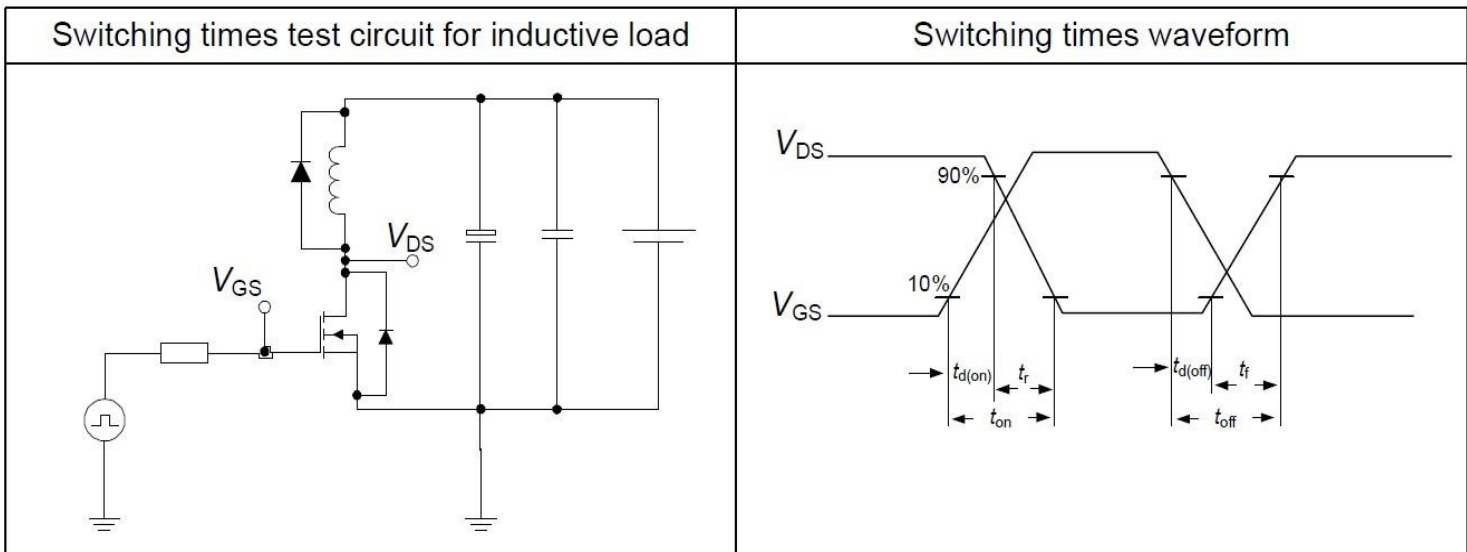 Switching times test circuit for inductive load
Switching times waveform
V_DS
V_GS
V_DS
90%
10%
V_GS
t_d(on)
t_r
t_d(off)
t_f
t_on
t_off